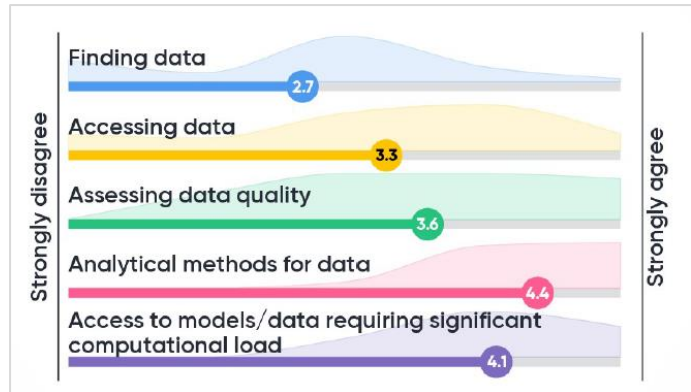 Strongly disagree
Finding data
2.7
Accessing data
3.3
Assessing data quality
3.6
Analytical methods for data
4.4
Access to models/data requiring significant
computational load
4.1
Strongly agree